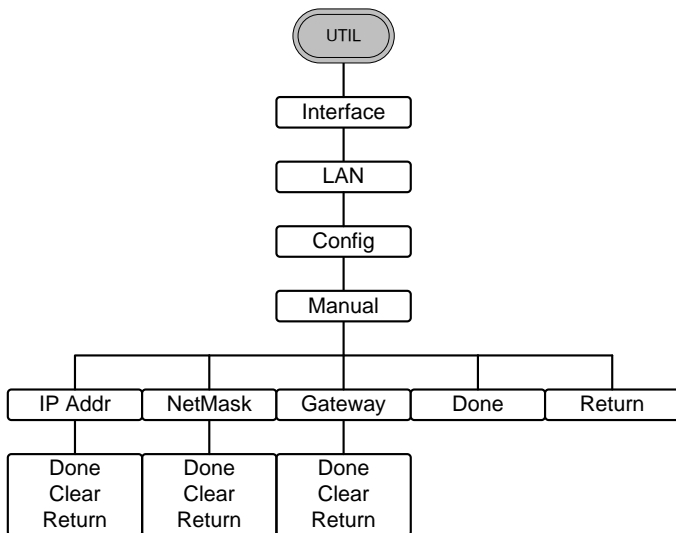 UTIL
Interface
LAN
Config
Manual
IP Addr
NetMask
Gateway
Done
Return
Done
Clear
Return
Done
Clear
Return
Done
Clear
Return